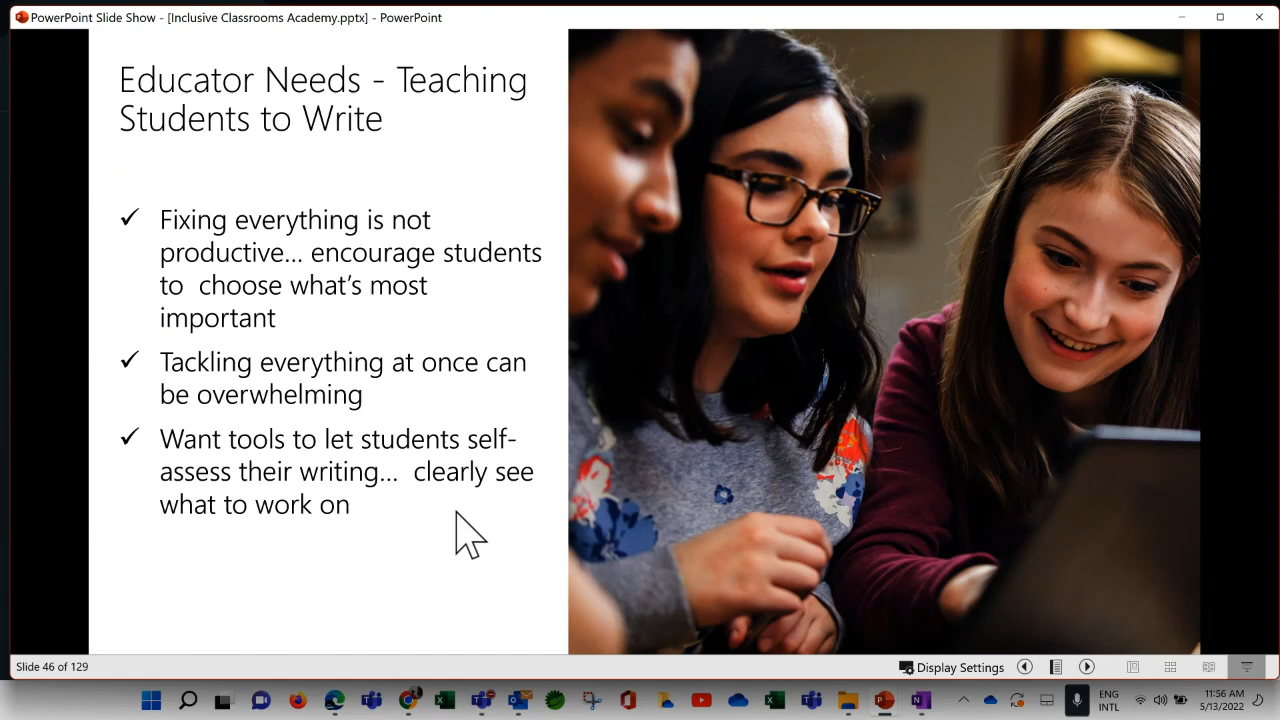 PowerPoint Slide Show - [Inclusive Classrooms Academy.pptx] - PowerPoint
Educator Needs - Teaching
Students to Write
✓ Fixing everything is not
productive... encourage students
to  choose what's most
important
✓ Tackling everything at once can
be overwhelming
✓ Want tools to let students self-
assess their writing...  clearly see
what to work on
Slide 46 of 129
Display Settings
ENG
INTL
11:56 AM
5/13/2022